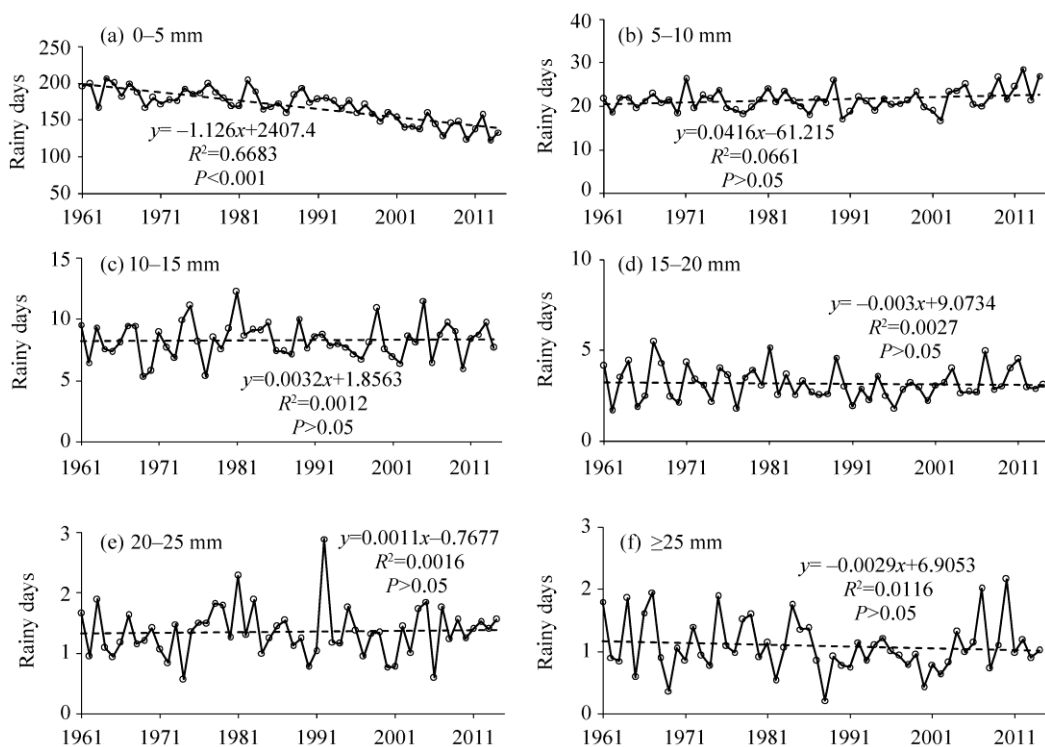 (a) 0–5 mm
Rainy days
250
200
150
100
50
y= –1.126x+2407.4
R²=0.6683
P<0.001
1961 1971 1981 1991 2001 2011
(b) 5–10 mm
Rainy days
40
30
20
10
0
y=0.0416x–61.215
R²=0.0661
P>0.05
1961 1971 1981 1991 2001 2011
(c) 10–15 mm
Rainy days
15
10
5
0
y=0.0032x+1.8563
R²=0.0012
P>0.05
1961 1971 1981 1991 2001 2011
(d) 15–20 mm
Rainy days
10
5
0
y= –0.003x+9.0734
R²=0.0027
P>0.05
1961 1971 1981 1991 2001 2011
(e) 20–25 mm
Rainy days
3
2
1
0
y=0.0011x–0.7677
R²=0.0016
P>0.05
1961 1971 1981 1991 2001 2011
(f) ≥25 mm
Rainy days
3
2
1
0
y= –0.0029x+6.9053
R²=0.0116
P>0.05
1961 1971 1981 1991 2001 2011